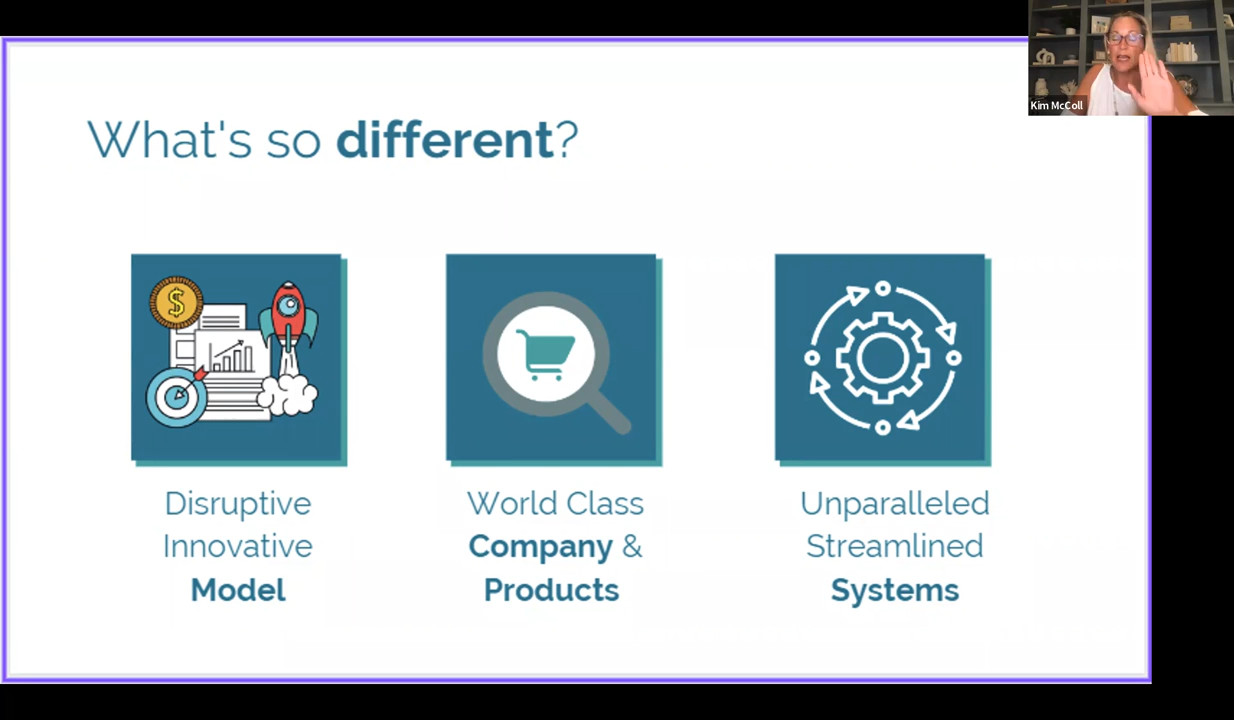 Kim McColl
What's so different?
$
Disruptive
Innovative
Model
World Class
Company &
Products
Unparalleled
Streamlined
Systems